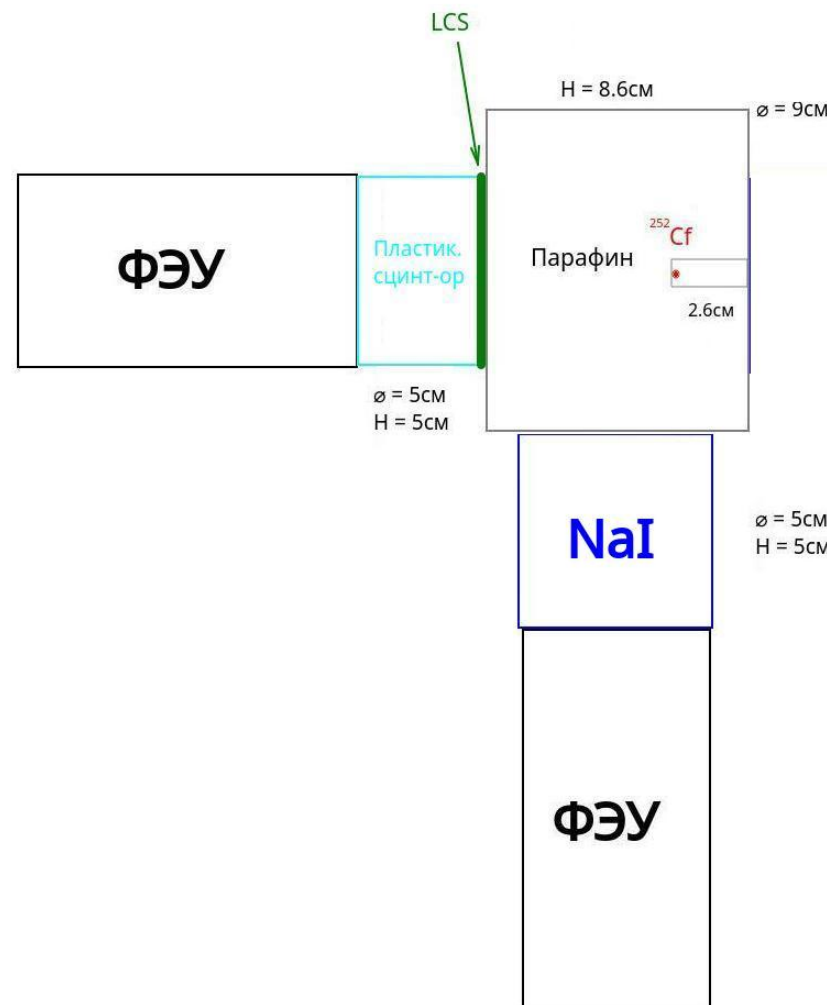 LCS
H = 8.6см
⌀ = 9см
ФЭУ
Пластик.
сцинт-ор
Парафин
²⁵²Cf
2.6см
⌀ = 5см
H = 5см
NaI
⌀ = 5см
H = 5см
ФЭУ